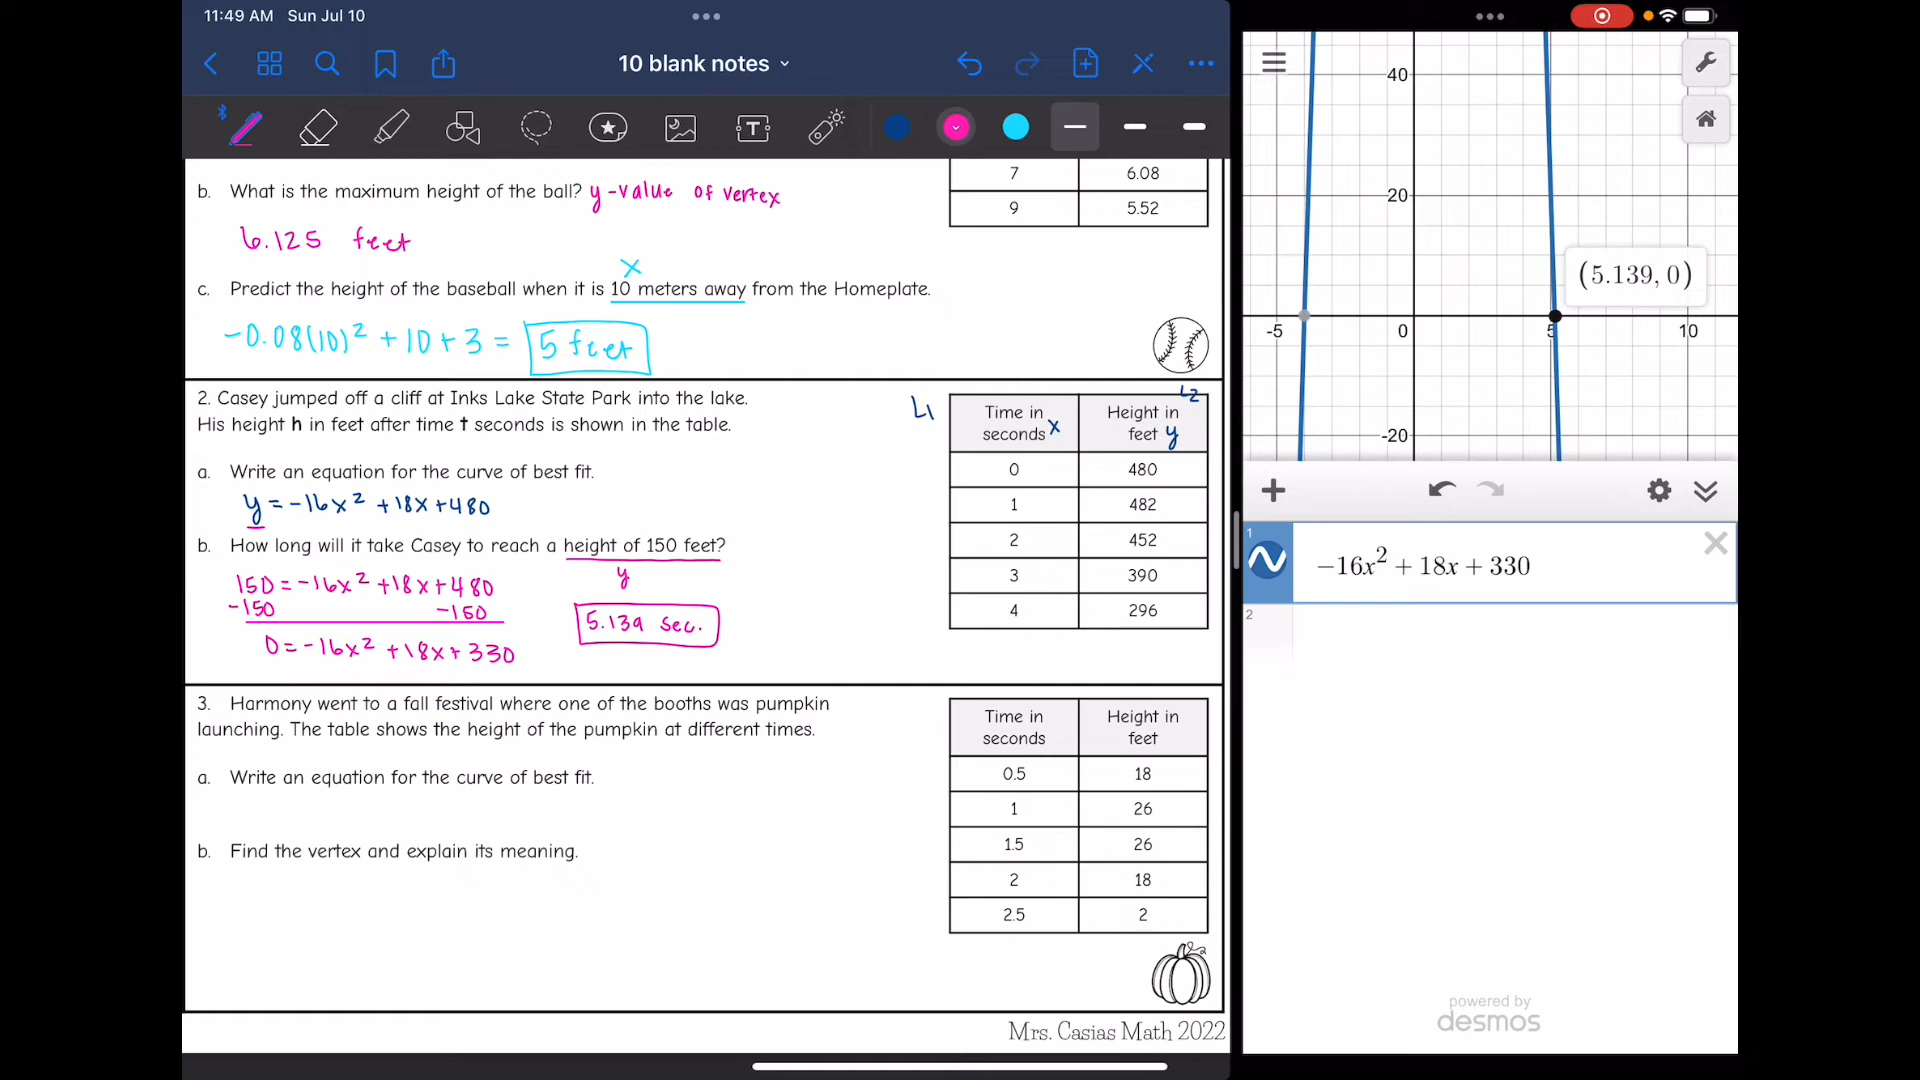 11:49 AM Sun Jul 10
10 blank notes
T
7 6.08
9 5.52
b. What is the maximum height of the ball? y-value of vertex
6.125 feet
x
c. Predict the height of the baseball when it is 10 meters away from the Homeplate.
-0.08(10)² + 10 + 3 = 5 feet
2. Casey jumped off a cliff at Inks Lake State Park into the lake.
His height h in feet after time t seconds is shown in the table.
a. Write an equation for the curve of best fit.
y = -16x² + 18x + 480
b. How long will it take Casey to reach a height of 150 feet?
y
150 = -16x² + 18x + 480
-150 -150
0 = -16x² + 18x + 330
5.139 sec.
L1 L2
Time in Height in
seconds x feet y
0 480
1 482
2 452
3 390
4 296
3. Harmony went to a fall festival where one of the booths was pumpkin
launching. The table shows the height of the pumpkin at different times.
a. Write an equation for the curve of best fit.
b. Find the vertex and explain its meaning.
Time in Height in
seconds feet
0.5 18
1 26
1.5 26
2 18
2.5 2
Mrs. Casias Math 2022
40
20
(5.139, 0)
-5 0 5 10
-20
1
-16x² + 18x + 330
2
powered by
desmos